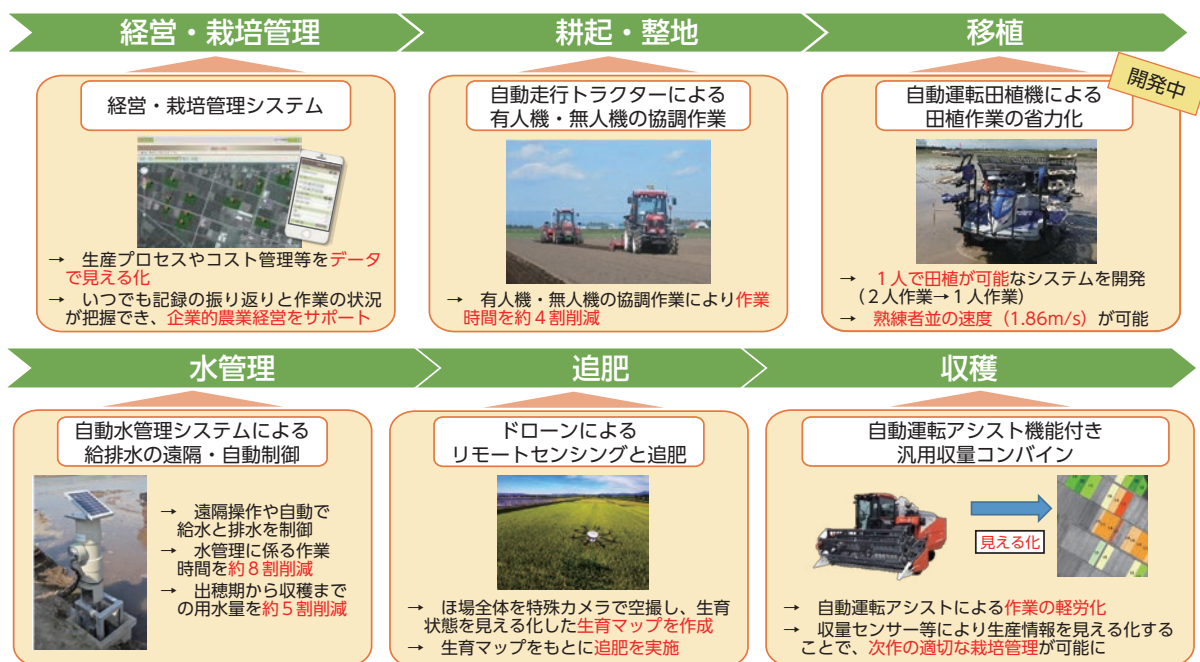 経営・栽培管理
耕起・整地
移植
経営・栽培管理システム
→ 生産プロセスやコスト管理等をデータ
で見える化
→ いつでも記録の振り返りと作業の状況
が把握でき、企業的農業経営をサポート
自動走行トラクターによる
有人機・無人機の協調作業
→ 有人機・無人機の協調作業により作業
時間を約４割削減
開発中
自動運転田植機による
田植作業の省力化
→ １人で田植が可能なシステムを開発
（２人作業→１人作業）
→ 熟練者並の速度（1.86m/s）が可能
水管理
追肥
収穫
自動水管理システムによる
給排水の遠隔・自動制御
→ 遠隔操作や自動で
給水と排水を制御
→ 水管理に係る作業
時間を約８割削減
→ 出穂期から収穫まで
の用水量を約５割削減
ドローンによる
リモートセンシングと追肥
→ ほ場全体を特殊カメラで空撮し、生育
状態を見える化した生育マップを作成
→ 生育マップをもとに追肥を実施
自動運転アシスト機能付き
汎用収量コンバイン
見える化
→ 自動運転アシストによる作業の軽労化
→ 収量センサー等により生産情報を見える化する
ことで、次作の適切な栽培管理が可能に